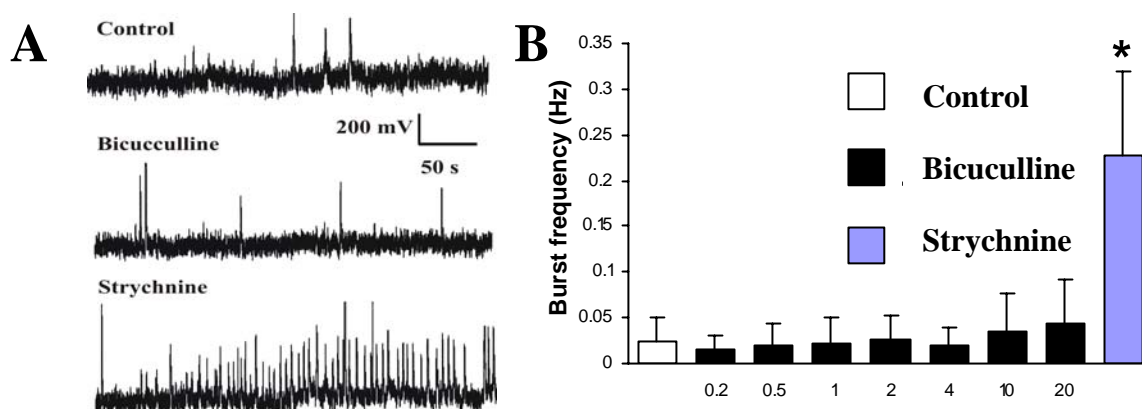 A
Control
200 mV
50 s
Bicucculline
Strychnine
B
Burst frequency (Hz)
0.35
0.3
0.25
0.2
0.15
0.1
0.05
0
*
Control
Bicuculline
Strychnine
0.2 0.5 1 2 4 10 20